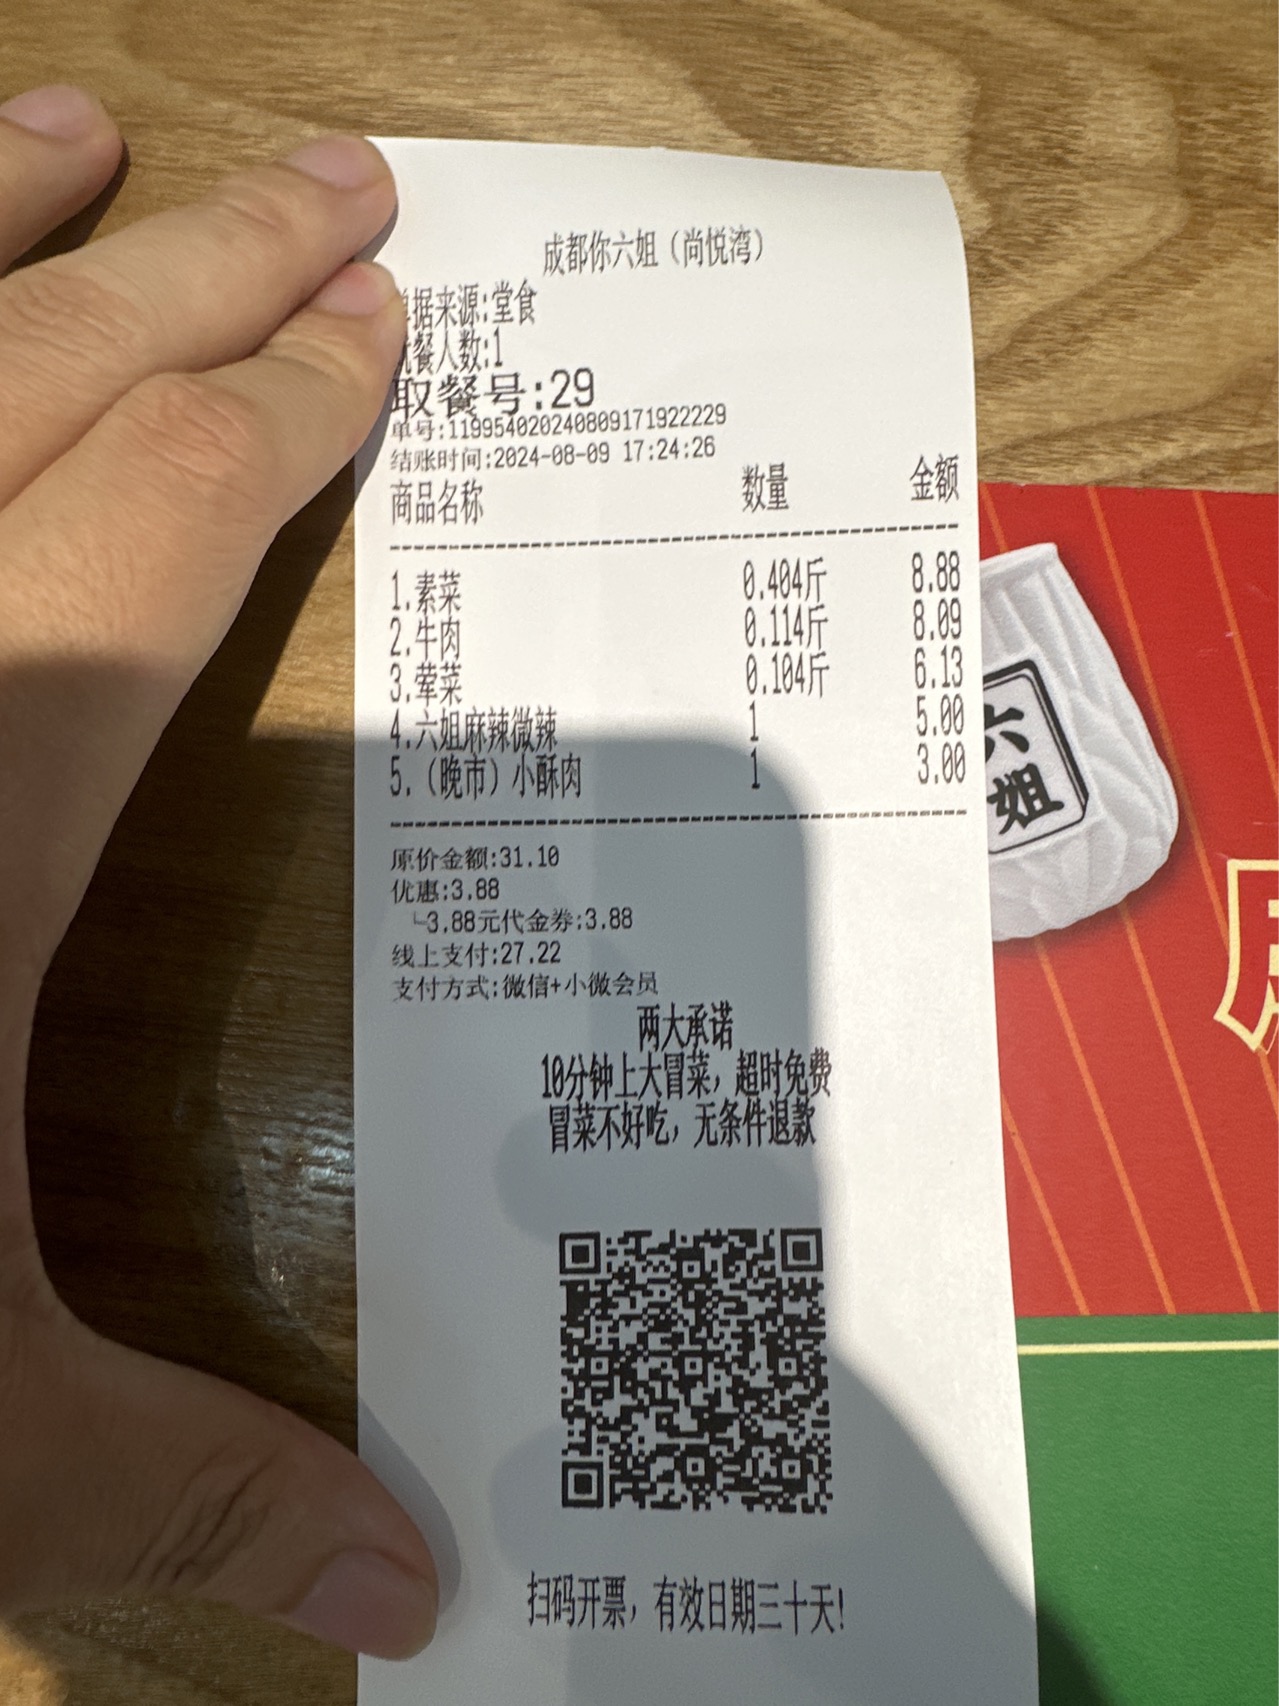 成都你六姐（尚悦湾）
单据来源:堂食
就餐人数:1
取餐号:29
单号:119954020240809171922229
结账时间:2024-08-09 17:24:26
商品名称 数量 金额
1.素菜 0.404斤 8.88
2.牛肉 0.114斤 8.09
3.荤菜 0.104斤 6.13
4.六姐麻辣微辣 1 5.00
5.（晚市）小酥肉 1 3.00
原价金额:31.10
优惠:3.88
└3.88元代金券:3.88
线上支付:27.22
支付方式:微信+小微会员
两大承诺
10分钟上大冒菜，超时免费
冒菜不好吃，无条件退款
扫码开票，有效日期三十天!
六姐